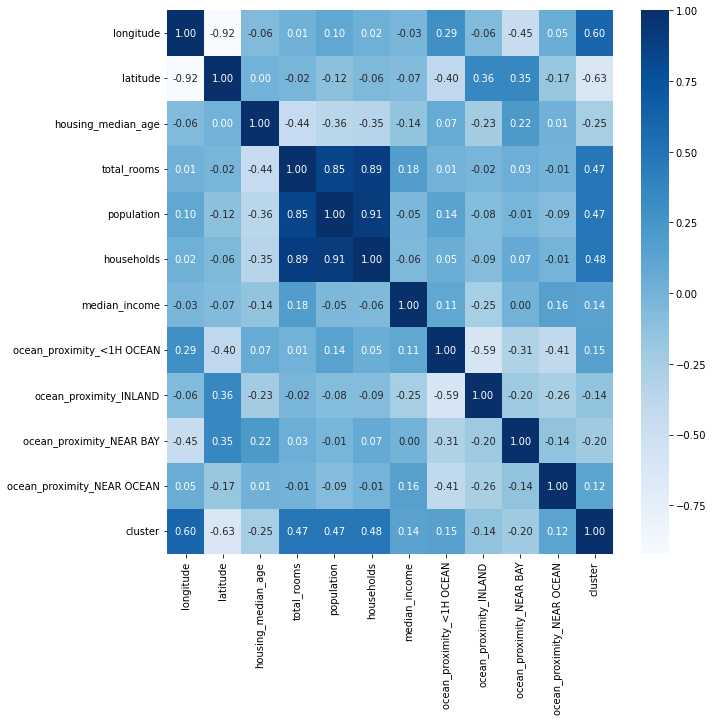 longitude 1.00 -0.92 -0.06 0.01 0.10 0.02 -0.03 0.29 -0.06 -0.45 0.05 0.60
latitude -0.92 1.00 0.00 -0.02 -0.12 -0.06 -0.07 -0.40 0.36 0.35 -0.17 -0.63
housing_median_age -0.06 0.00 1.00 -0.44 -0.36 -0.35 -0.14 0.07 -0.23 0.22 0.01 -0.25
total_rooms 0.01 -0.02 -0.44 1.00 0.85 0.89 0.18 0.01 -0.02 0.03 -0.01 0.47
population 0.10 -0.12 -0.36 0.85 1.00 0.91 -0.05 0.14 -0.08 -0.01 -0.09 0.47
households 0.02 -0.06 -0.35 0.89 0.91 1.00 -0.06 0.05 -0.09 0.07 -0.01 0.48
median_income -0.03 -0.07 -0.14 0.18 -0.05 -0.06 1.00 0.11 -0.25 0.00 0.16 0.14
ocean_proximity_<1H OCEAN 0.29 -0.40 0.07 0.01 0.14 0.05 0.11 1.00 -0.59 -0.31 -0.41 0.15
ocean_proximity_INLAND -0.06 0.36 -0.23 -0.02 -0.08 -0.09 -0.25 -0.59 1.00 -0.20 -0.26 -0.14
ocean_proximity_NEAR BAY -0.45 0.35 0.22 0.03 -0.01 0.07 0.00 -0.31 -0.20 1.00 -0.14 -0.20
ocean_proximity_NEAR OCEAN 0.05 -0.17 0.01 -0.01 -0.09 -0.01 0.16 -0.41 -0.26 -0.14 1.00 0.12
cluster 0.60 -0.63 -0.25 0.47 0.47 0.48 0.14 0.15 -0.14 -0.20 0.12 1.00
longitude
latitude
housing_median_age
total_rooms
population
households
median_income
ocean_proximity_<1H OCEAN
ocean_proximity_INLAND
ocean_proximity_NEAR BAY
ocean_proximity_NEAR OCEAN
cluster
1.00
0.75
0.50
0.25
0.00
−0.25
−0.50
−0.75